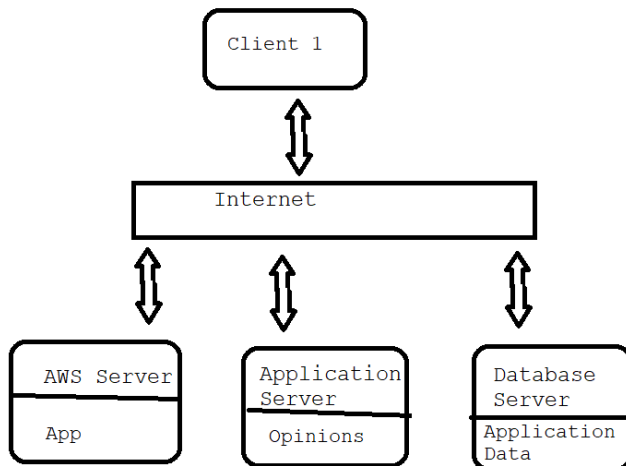 Client 1
Internet
AWS Server
App
Application
Server
Opinions
Database
Server
Application
Data